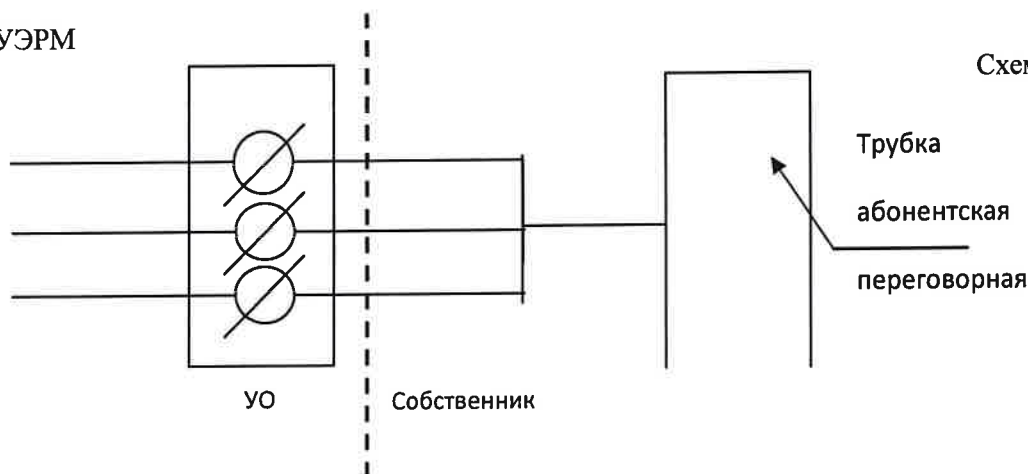 УЭРМ
Схем
Трубка
абонентская
переговорная
УО
Собственник